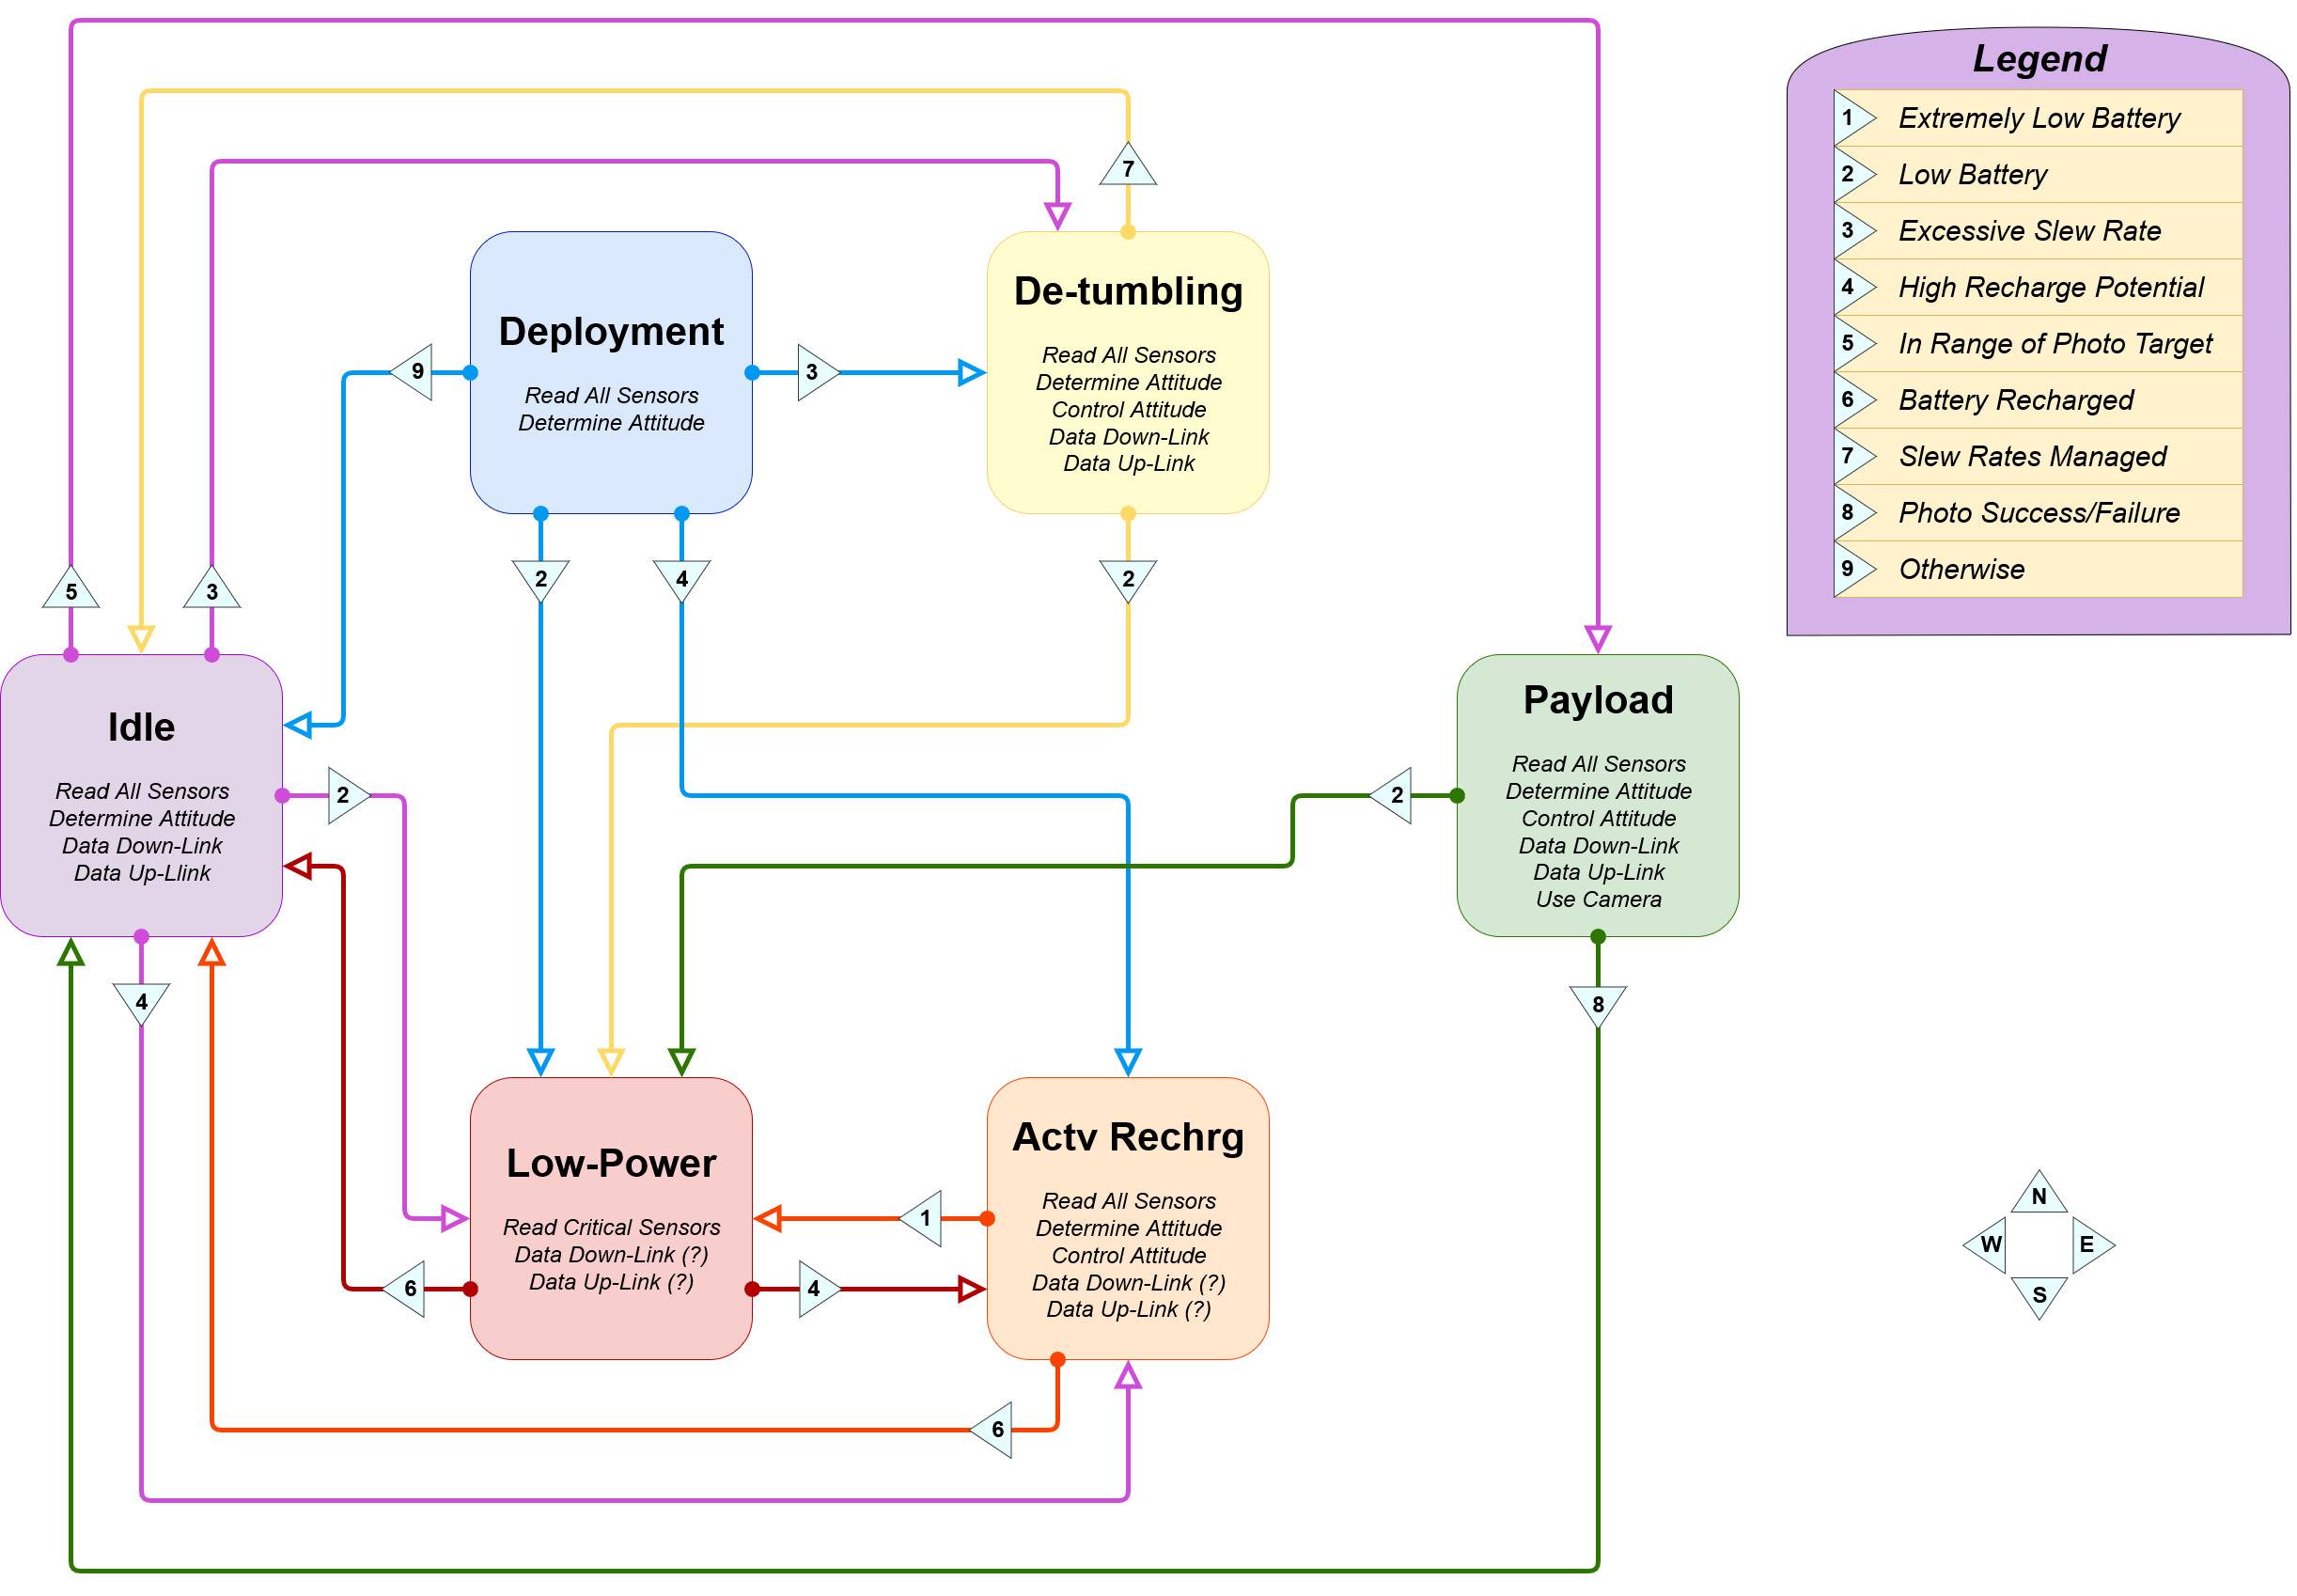 Legend
1 Extremely Low Battery
2 Low Battery
3 Excessive Slew Rate
4 High Recharge Potential
5 In Range of Photo Target
6 Battery Recharged
7 Slew Rates Managed
8 Photo Success/Failure
9 Otherwise
7
Deployment
Read All Sensors
Determine Attitude
De-tumbling
Read All Sensors
Determine Attitude
Control Attitude
Data Down-Link
Data Up-Link
9
3
5
3
2
4
2
Idle
Read All Sensors
Determine Attitude
Data Down-Link
Data Up-Llink
2
2
Payload
Read All Sensors
Determine Attitude
Control Attitude
Data Down-Link
Data Up-Link
Use Camera
4
8
Low-Power
Read Critical Sensors
Data Down-Link (?)
Data Up-Link (?)
Actv Rechrg
Read All Sensors
Determine Attitude
Control Attitude
Data Down-Link (?)
Data Up-Link (?)
1
6
4
6
N
W E
S